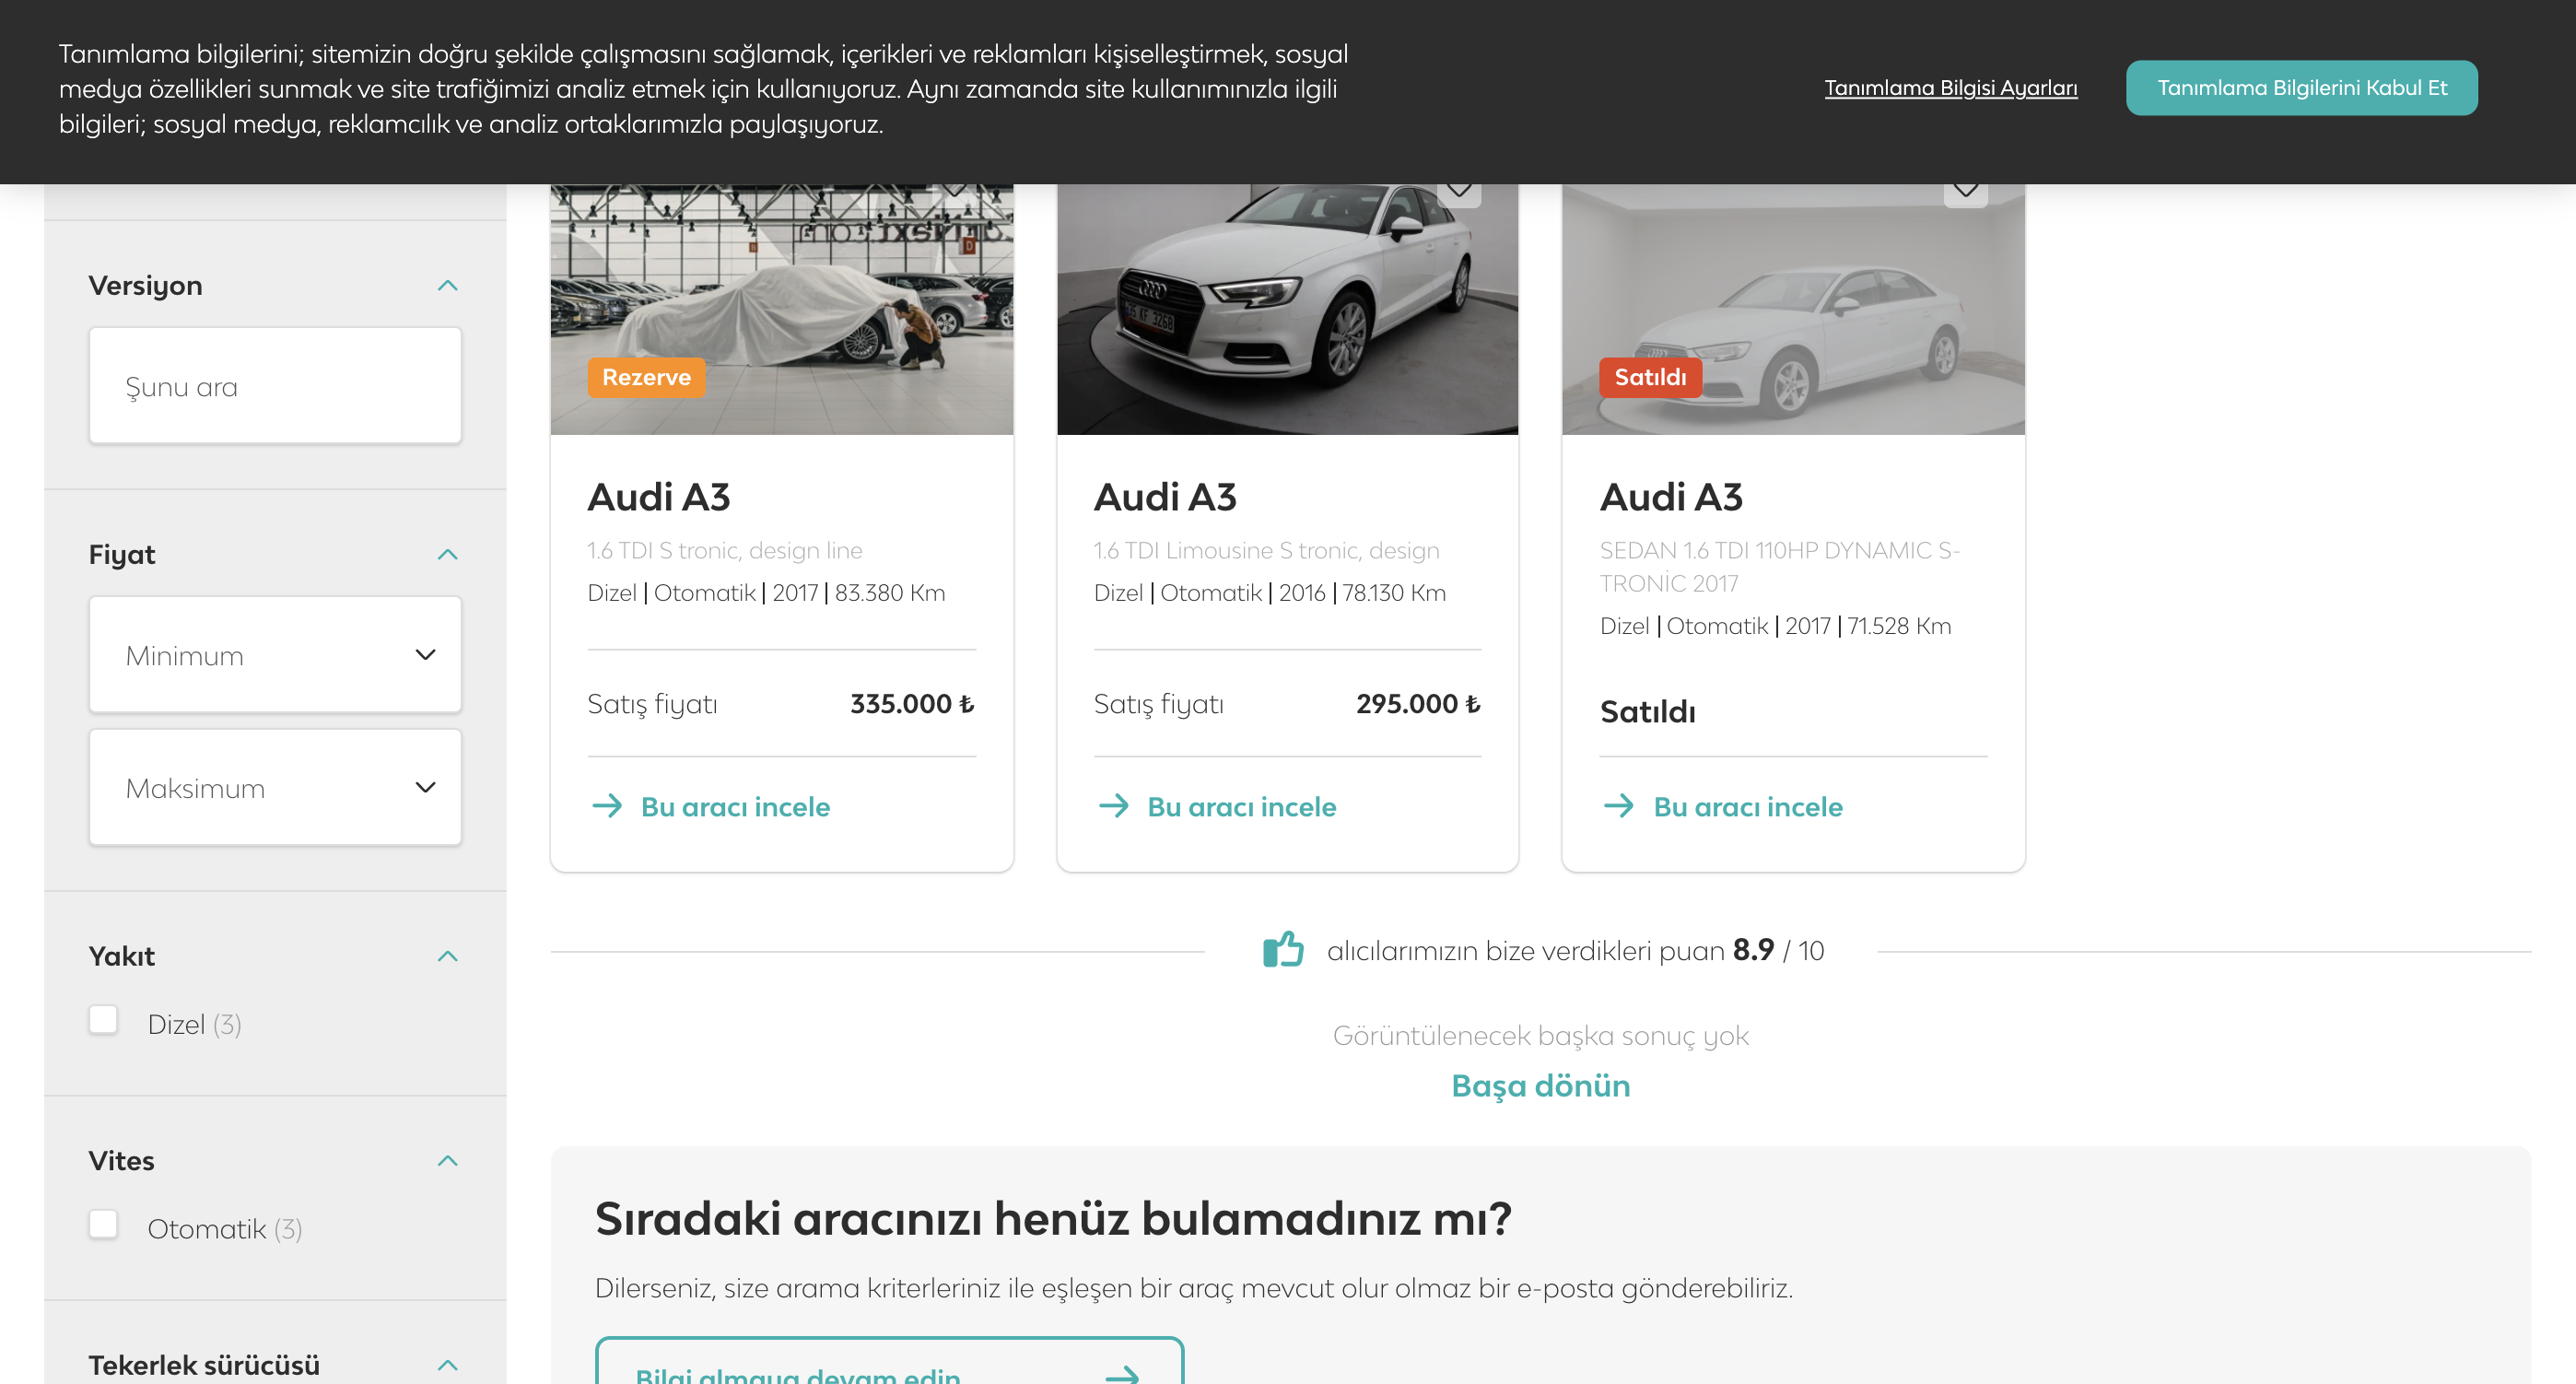 Tanımlama bilgilerini; sitemizin doğru şekilde çalışmasını sağlamak, içerikleri ve reklamları kişiselleştirmek, sosyal
medya özellikleri sunmak ve site trafiğimizi analiz etmek için kullanıyoruz. Aynı zamanda site kullanımınızla ilgili
bilgileri; sosyal medya, reklamcılık ve analiz ortaklarımızla paylaşıyoruz.
Tanımlama Bilgisi Ayarları
Tanımlama Bilgilerini Kabul Et
Versiyon
Şunu ara
Fiyat
Minimum
Maksimum
Yakıt
Dizel (3)
Vites
Otomatik (3)
Tekerlek sürücüsü
Rezerve
Audi A3
1.6 TDI S tronic, design line
Dizel | Otomatik | 2017 | 83.380 Km
Satış fiyatı 335.000 ₺
Bu aracı incele
Audi A3
1.6 TDI Limousine S tronic, design
Dizel | Otomatik | 2016 | 78.130 Km
Satış fiyatı 295.000 ₺
Bu aracı incele
Satıldı
Audi A3
SEDAN 1.6 TDI 110HP DYNAMIC S-
TRONİC 2017
Dizel | Otomatik | 2017 | 71.528 Km
Satıldı
Bu aracı incele
alıcılarımızın bize verdikleri puan 8.9 / 10
Görüntülenecek başka sonuç yok
Başa dönün
Sıradaki aracınızı henüz bulamadınız mı?
Dilerseniz, size arama kriterleriniz ile eşleşen bir araç mevcut olur olmaz bir e-posta gönderebiliriz.
Bilgi almaya devam edin